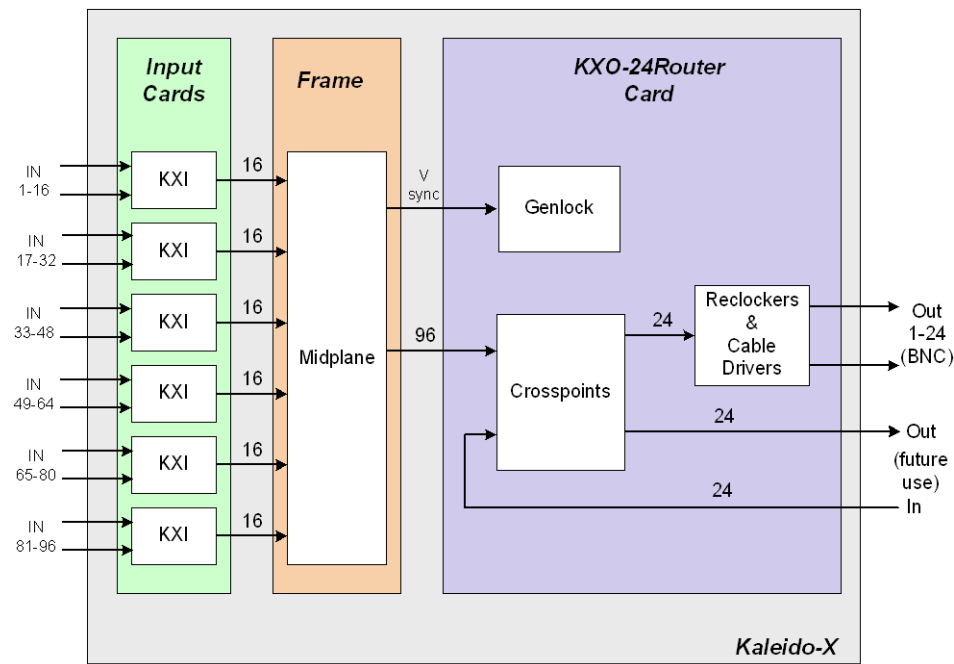 Input
Cards
Frame
KXO-24Router
Card
IN
1-16
KXI
16
IN
17-32
KXI
16
IN
33-48
KXI
16
IN
49-64
KXI
16
IN
65-80
KXI
16
IN
81-96
KXI
16
Midplane
V
sync
Genlock
96
Crosspoints
24
Reclockers
&
Cable
Drivers
Out
1-24
(BNC)
24
Out
(future
use)
24
In
Kaleido-X